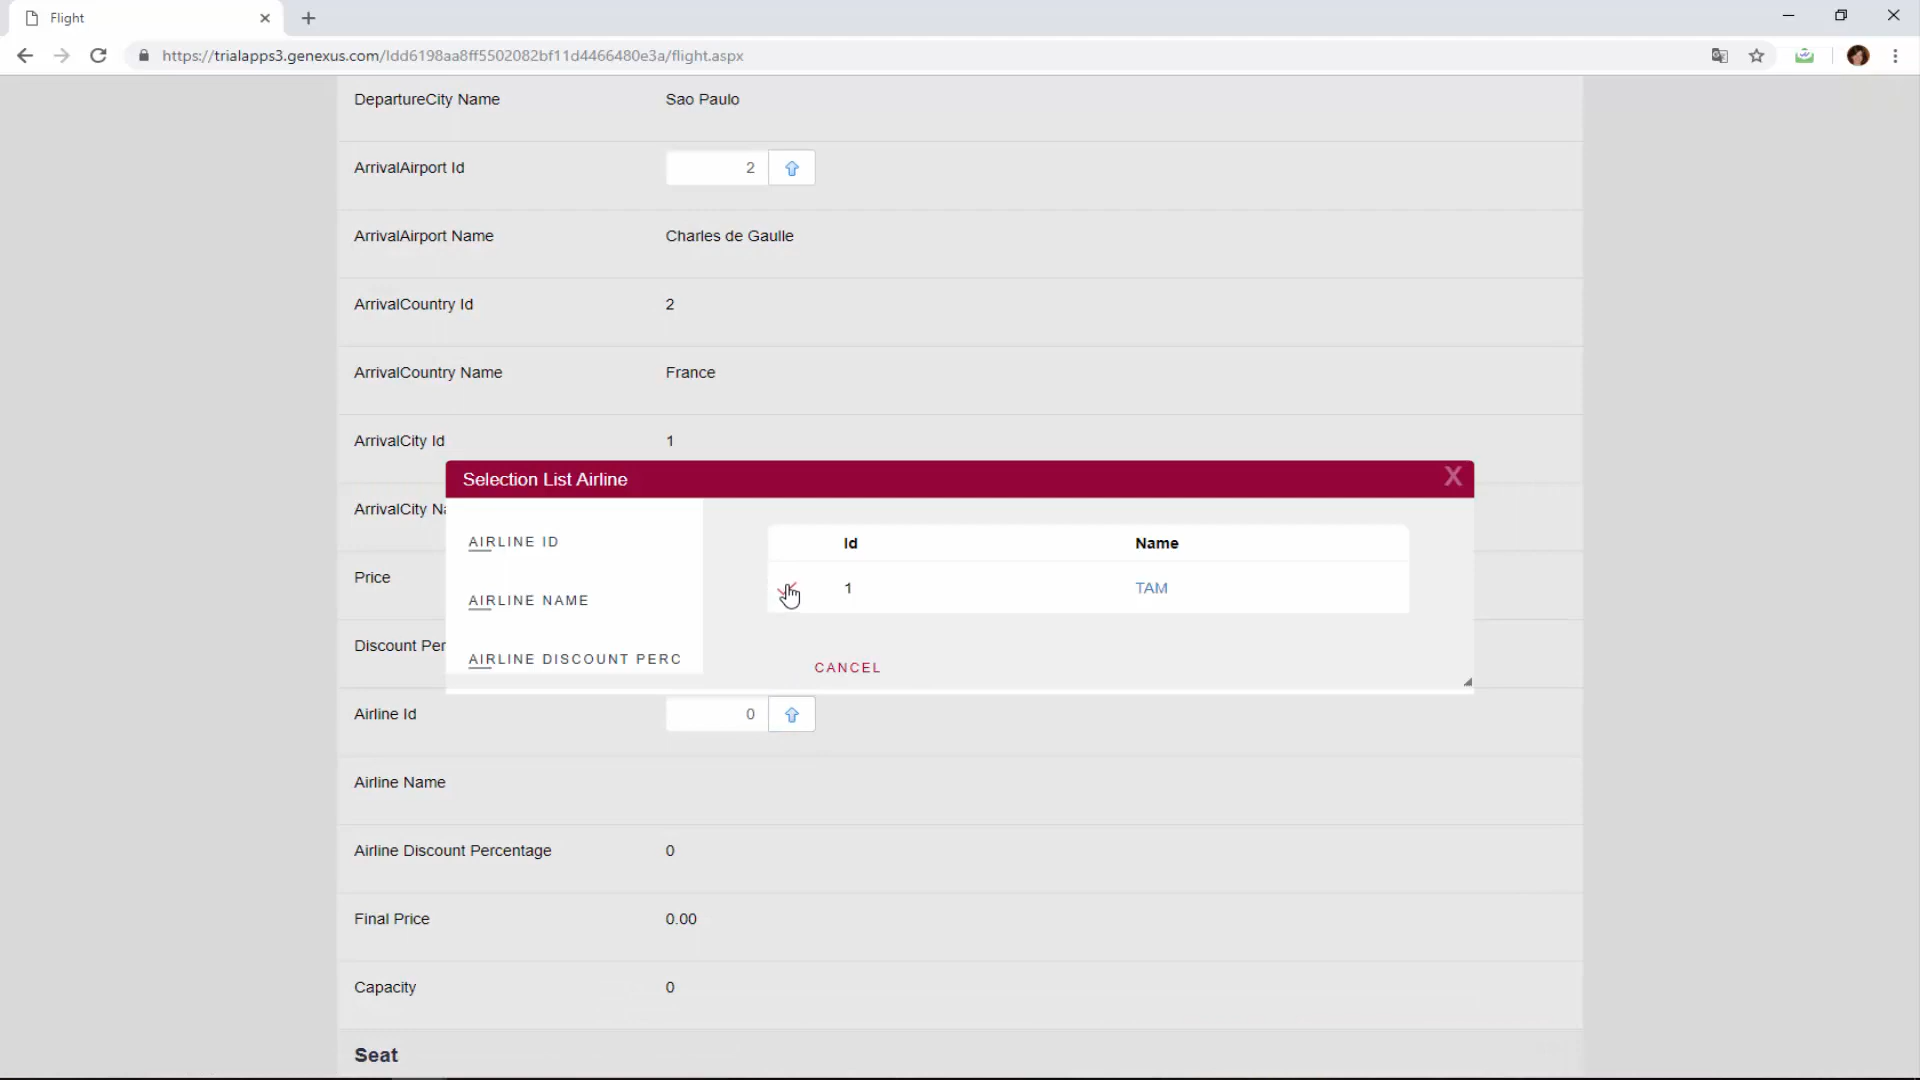 Flight
https://trialapps3.genexus.com/Idd6198aa8ff5502082bf11d4466480e3a/flight.aspx
DepartureCity Name Sao Paulo
ArrivalAirport Id 2
ArrivalAirport Name Charles de Gaulle
ArrivalCountry Id 2
ArrivalCountry Name France
ArrivalCity Id 1
Selection List Airline X
ArrivalCity Na
AIRLINE ID Id Name
Price
AIRLINE NAME 1 TAM
Discount Per
AIRLINE DISCOUNT PERC CANCEL
Airline Id 0
Airline Name
Airline Discount Percentage 0
Final Price 0.00
Capacity 0
Seat